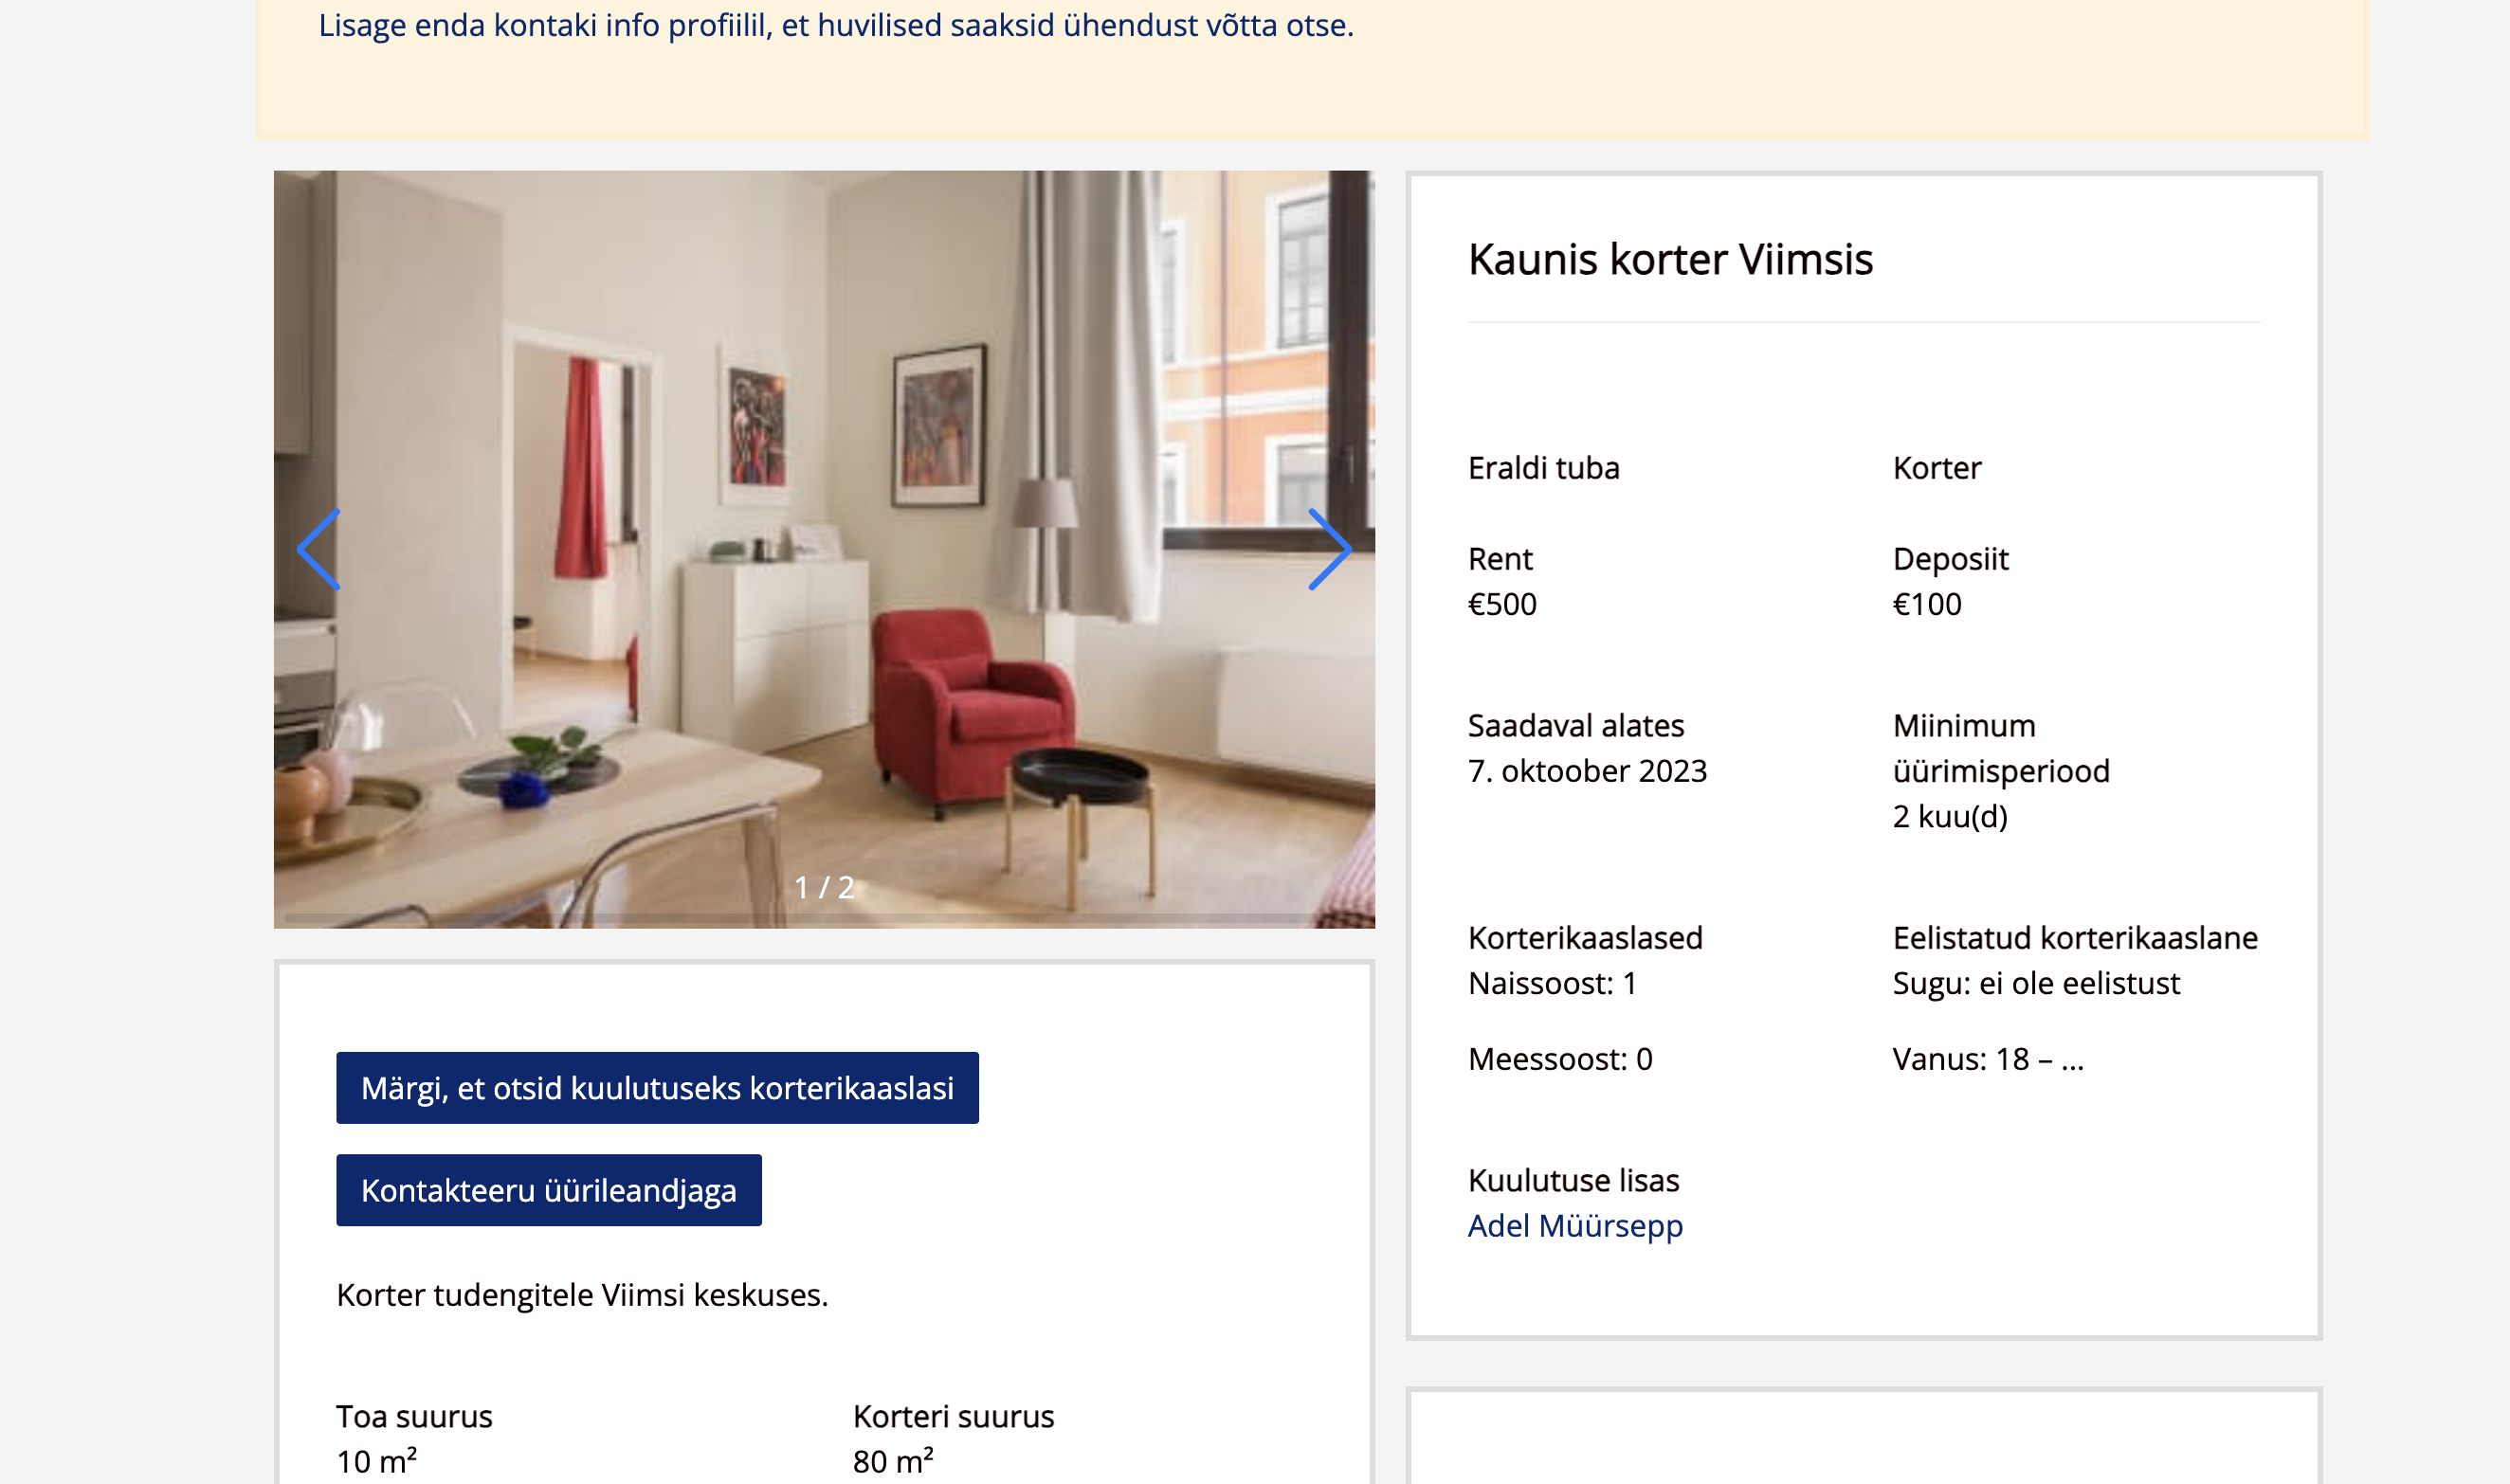 Lisage enda kontaki info profiilil, et huvilised saaksid ühendust võtta otse.
1 / 2
Märgi, et otsid kuulutuseks korterikaaslasi
Kontakteeru üürileandjaga
Korter tudengitele Viimsi keskuses.
Toa suurus
10 m²
Korteri suurus
80 m²
Kaunis korter Viimsis
Eraldi tuba
Korter
Rent
€500
Deposiit
€100
Saadaval alates
7. oktoober 2023
Miinimum
üürimisperiood
2 kuu(d)
Korterikaaslased
Naissoost: 1
Meessoost: 0
Eelistatud korterikaaslane
Sugu: ei ole eelistust
Vanus: 18 – ...
Kuulutuse lisas
Adel Müürsepp